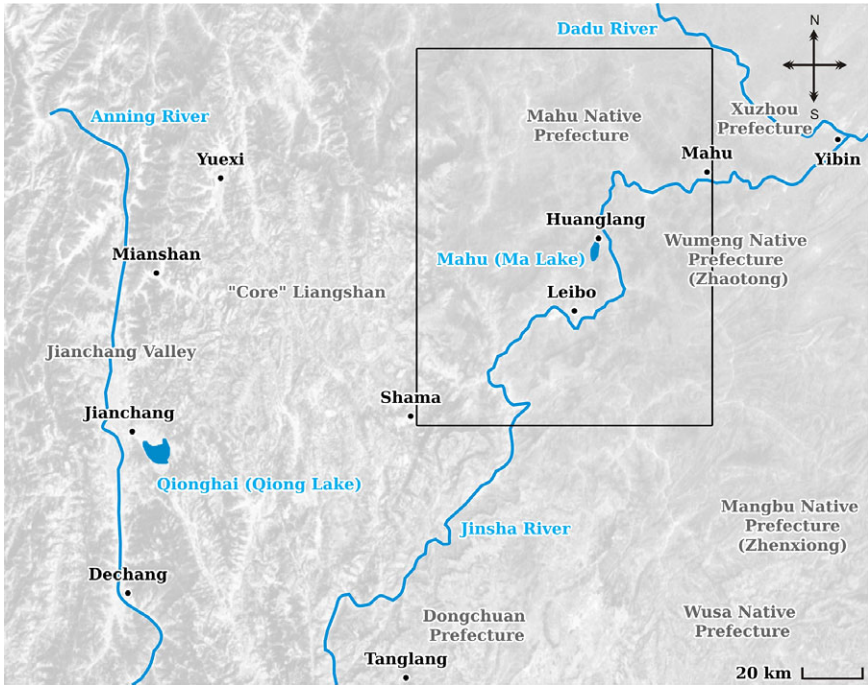 Dadu River
N
S
Anning River
Mahu Native
Prefecture
Xuzhou
Prefecture
Yuexi
Mahu
Yibin
Huanglang
Mianshan
Mahu (Ma Lake)
Wumeng Native
Prefecture
(Zhaotong)
"Core" Liangshan
Leibo
Jianchang Valley
Shama
Jianchang
Qionghai (Qiong Lake)
Jinsha River
Mangbu Native
Prefecture
(Zhenxiong)
Dechang
Dongchuan
Prefecture
Wusa Native
Prefecture
Tanglang
20 km